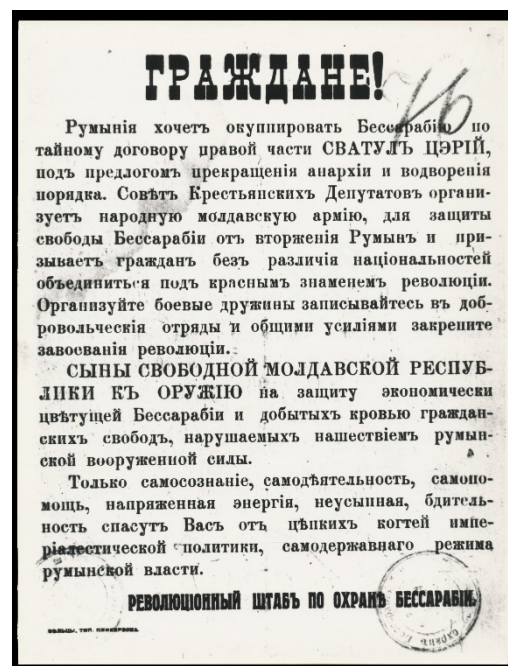 ГРАЖДАНЕ!
Румынія хочетъ окуппировать Бессарабію по
тайному договору правой части СВАТУЛЪ ЦЭРІЙ,
подъ предлогомъ прекращенія анархіи и водворенія
порядка. Совѣтъ Крестьянскихъ Депутатовъ органи-
зуетъ народную молдавскую армію, для защиты
свободы Бессарабіи отъ вторженія Румынъ и при-
зываетъ гражданъ безъ различія національностей
объединиться подъ краснымъ знаменемъ революціи.
Организуйте боевые дружины записывайтесь въ доб-
ровольческія отряды и общими усиліями закрепите
завоеванія революціи.
СЫНЫ СВОБОДНОЙ МОЛДАВСКОЙ РЕСПУБ-
ЛИКИ КЪ ОРУЖІЮ на защиту экономически
цвѣтущей Бессарабіи и добытыхъ кровью граждан-
скихъ свободъ, нарушаемыхъ нашествіемъ румын-
ской вооруженной силы.
Только самосознаніе, самодѣятельность, самопо-
мощь, напряженная энергія, неусыпная, бдитель-
ность спасутъ Васъ отъ цѣпкихъ когтей импе-
ріалестической политики, самодержавнаго режима
румынской власти.
РЕВОЛЮЦІОННЫЙ ШТАБЪ ПО ОХРАНѢ БЕССАРАБІИ.
БѢЛЬЦЫ, ТИП.